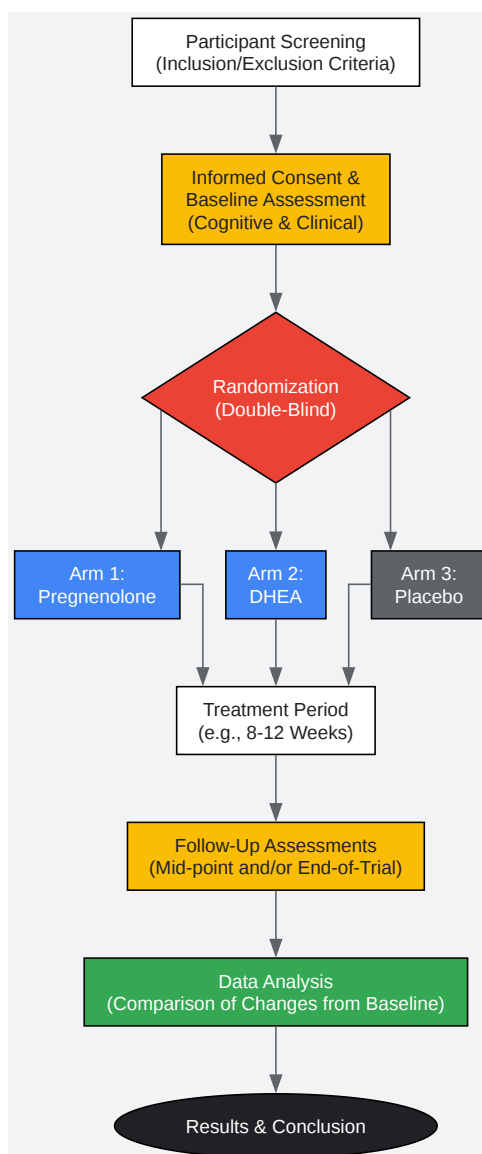 Participant Screening
(Inclusion/Exclusion Criteria)
Informed Consent &
Baseline Assessment
(Cognitive & Clinical)
Randomization
(Double-Blind)
Arm 1:
Pregnenolone
Arm 2:
DHEA
Arm 3:
Placebo
Treatment Period
(e.g., 8-12 Weeks)
Follow-Up Assessments
(Mid-point and/or End-of-Trial)
Data Analysis
(Comparison of Changes from Baseline)
Results & Conclusion